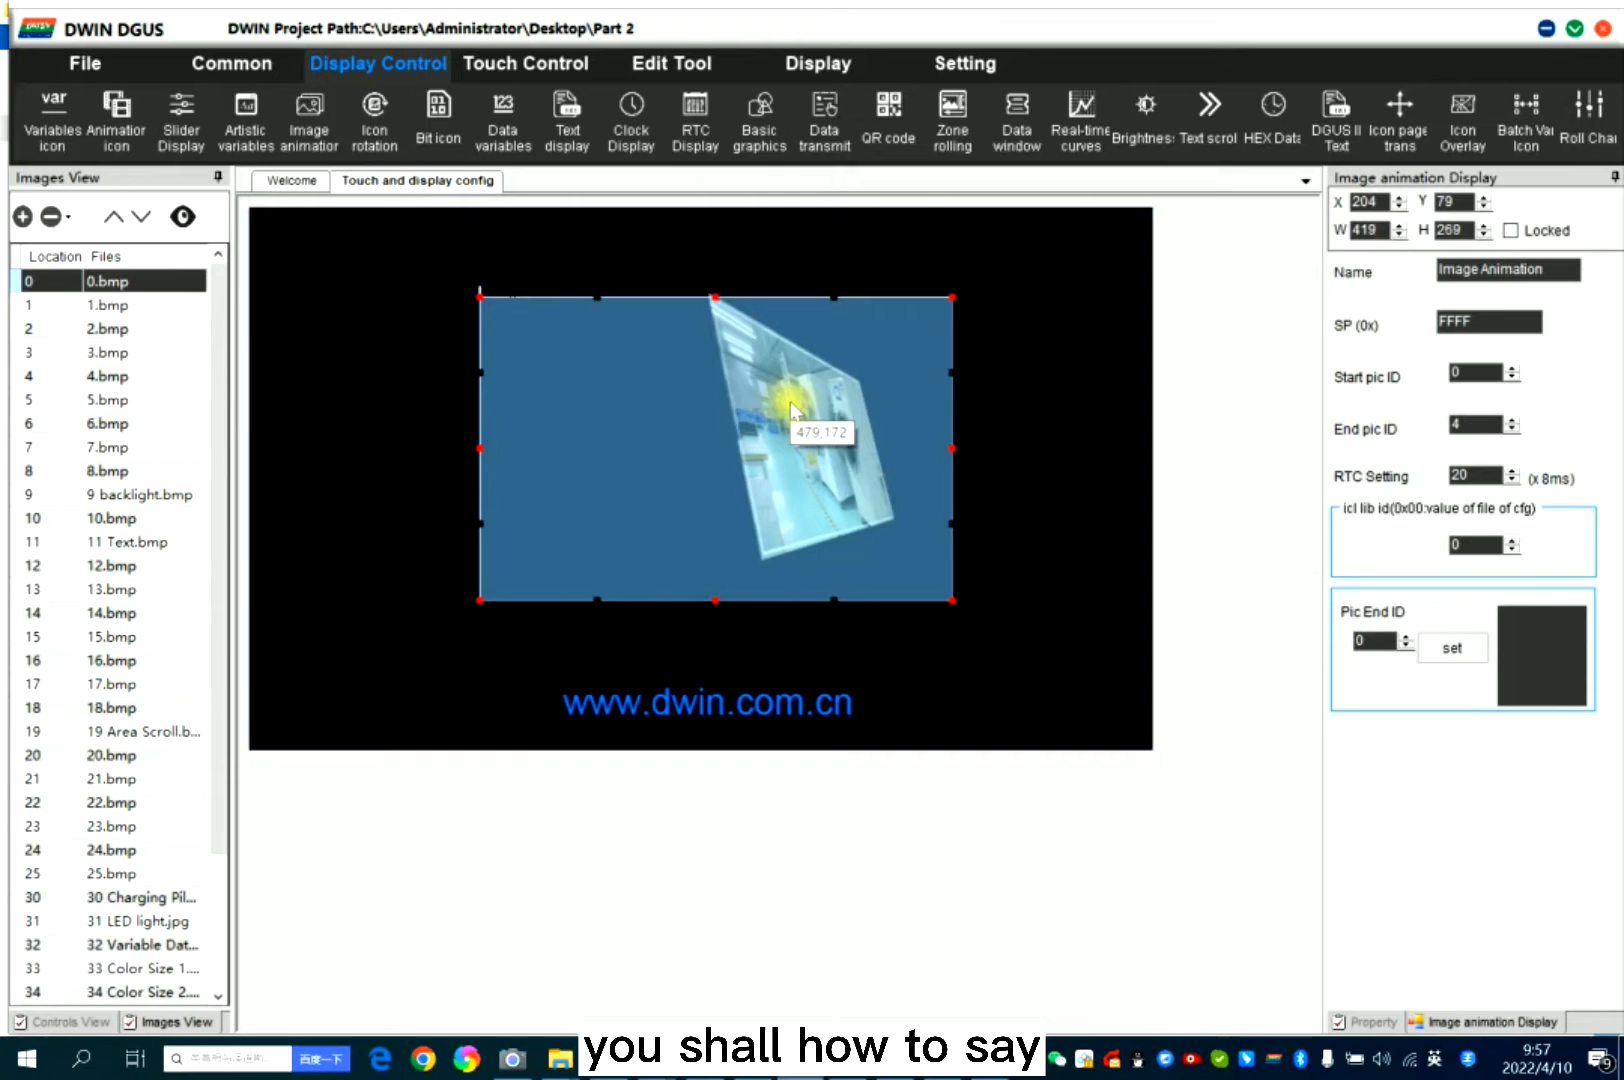 DWIN DGUS
DWIN Project Path:C:\Users\Administrator\Desktop\Part 2
File Common Display Control Touch Control Edit Tool Display Setting
var
Variables icon
Animatior icon
Slider Display
Artistic variables
Image animatior
Icon rotation
Bit icon
Data variables
Text display
Clock Display
RTC Display
Basic graphics
Data transmit
QR code
Zone rolling
Data window
Real-time curves
Brightnes:
Text scrol
HEX Data
DGUS II Text
Icon page trans
Icon Overlay
Batch Var Icon
Roll Char
Images View
Welcome
Touch and display config
Location Files
0 0.bmp
1 1.bmp
2 2.bmp
3 3.bmp
4 4.bmp
5 5.bmp
6 6.bmp
7 7.bmp
8 8.bmp
9 9 backlight.bmp
10 10.bmp
11 11 Text.bmp
12 12.bmp
13 13.bmp
14 14.bmp
15 15.bmp
16 16.bmp
17 17.bmp
18 18.bmp
19 19 Area Scroll.b...
20 20.bmp
21 21.bmp
22 22.bmp
23 23.bmp
24 24.bmp
25 25.bmp
30 30 Charging Pil...
31 31 LED light.jpg
32 32 Variable Dat...
33 33 Color Size 1....
34 34 Color Size 2....
Controls View
Images View
479,172
www.dwin.com.cn
Image animation Display
X 204 Y 79
W 419 H 269 Locked
Name Image Animation
SP (0x) FFFF
Start pic ID 0
End pic ID 4
RTC Setting 20 (x 8ms)
icl lib id(0x00:value of file of cfg)
0
Pic End ID
0 set
Property
Image animation Display
you shall how to say
百度一下
英
9:57
2022/4/10
9